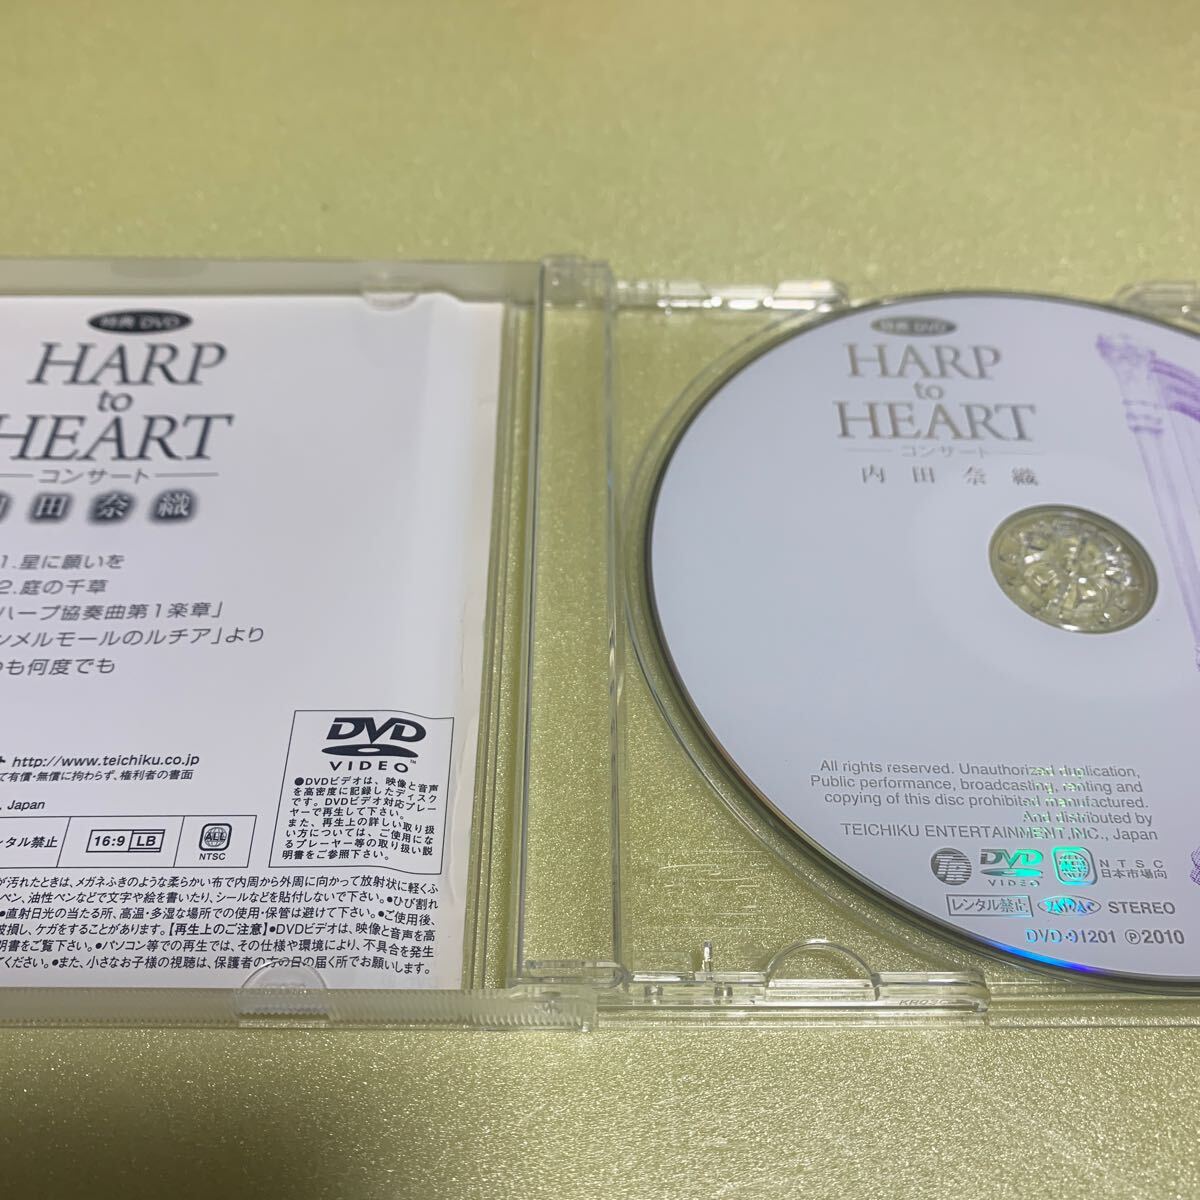 特典 DVD
HARP
to
HEART
コンサート
内田奈織
1.星に願いを
2.庭の千草
ハープ協奏曲第1楽章」
ンメルモールのルチア」より
も何度でも
http://www.teichiku.co.jp
て有償・無償に拘わらず、権利者の書面
, Japan
ンタル禁止
16:9 LB
ALL
NTSC
DVD
VIDEO™
●DVDビデオは、映像と音声
を高密度に記録したディスク
です。DVDビデオ対応プレー
ヤーで再生して下さい。
また、再生上の詳しい取り扱
い方については、ご使用にな
るプレーヤー等の取り扱い説
明書をご参照下さい。
が汚れたときは、メガネふきのような柔らかい布で内周から外周に向かって放射状に軽くふ
ペン、油性ペンなどで文字や絵を書いたり、シールなどを貼付しないで下さい。●ひび割れ
●直射日光の当たる所、高温・多湿な場所での使用・保管は避けて下さい。●ご使用後、
破損し、ケガをすることがあります。【再生上のご注意】●DVDビデオは、映像と音声を高
明書をご覧下さい。●パソコン等での再生では、その仕様や環境により、不具合を発生
てください。●また、小さなお子様の視聴は、保護者の方の目の届く所でお願いします。
特典 DVD
HARP
to
HEART
コンサート
内田奈織
All rights reserved. Unauthorized duplication,
Public performance, broadcasting, renting and
copying of this disc prohibited manufactured.
And distributed by
TEICHIKU ENTERTAINMENT,INC., Japan
DVD
VIDEO
NTSC
日本市場向
レンタル禁止
STEREO
DVD-91201 ℗2010